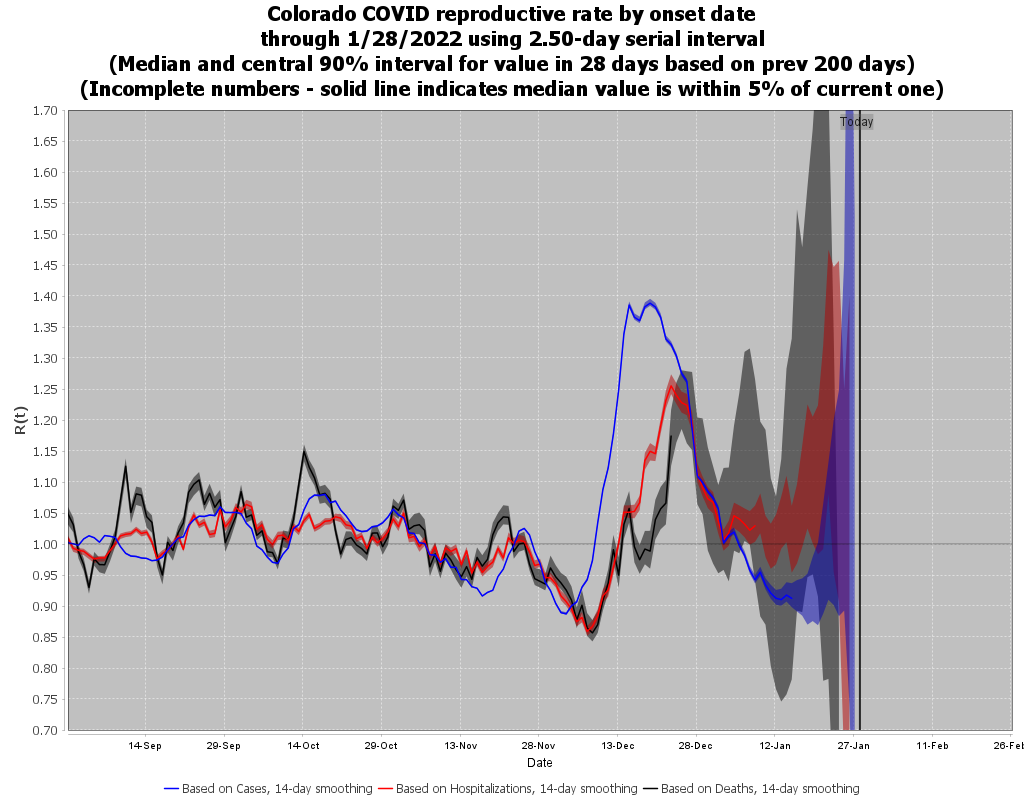 Colorado COVID reproductive rate by onset date
through 1/28/2022 using 2.50-day serial interval
(Median and central 90% interval for value in 28 days based on prev 200 days)
(Incomplete numbers - solid line indicates median value is within 5% of current one)
Today
R(t)
1.70
1.65
1.60
1.55
1.50
1.45
1.40
1.35
1.30
1.25
1.20
1.15
1.10
1.05
1.00
0.95
0.90
0.85
0.80
0.75
0.70
14-Sep 29-Sep 14-Oct 29-Oct 13-Nov 28-Nov 13-Dec 28-Dec 12-Jan 27-Jan 11-Feb 26-Feb
Date
Based on Cases, 14-day smoothing Based on Hospitalizations, 14-day smoothing Based on Deaths, 14-day smoothing